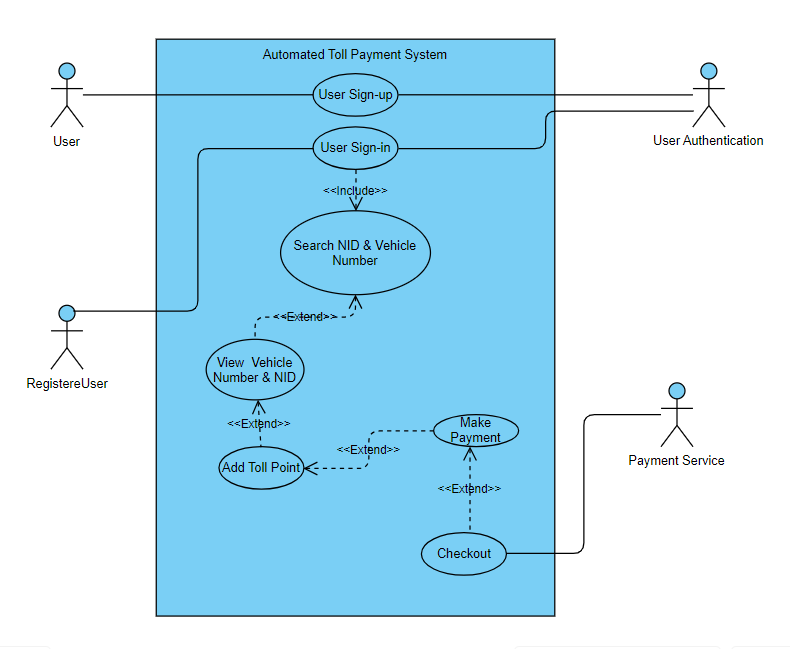 Automated Toll Payment System
User Sign-up
User
User Authentication
User Sign-in
<<Include>>
Search NID & Vehicle
Number
<<Extend>>
RegistereUser
View Vehicle
Number & NID
<<Extend>>
Make
Payment
<<Extend>>
Add Toll Point
Payment Service
<<Extend>>
Checkout